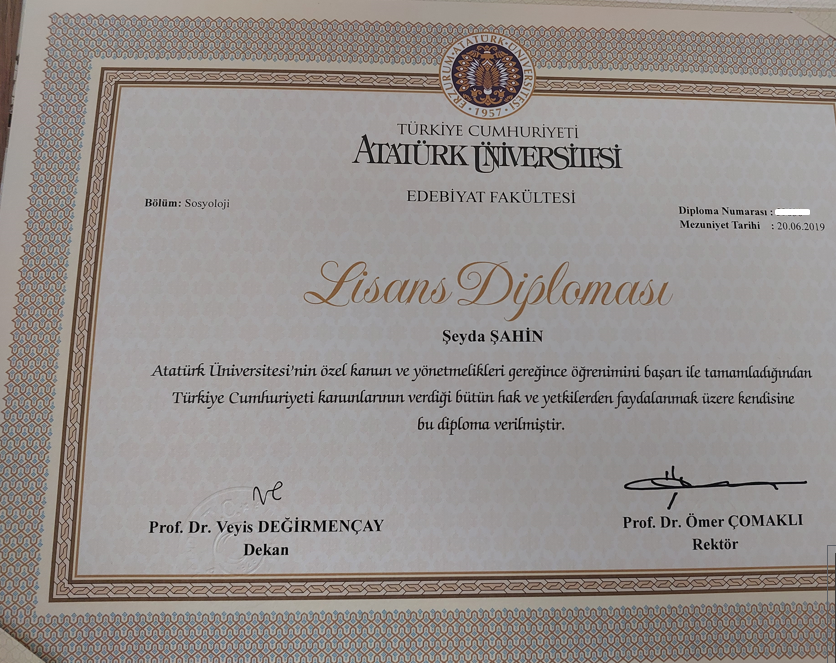 ERZURUM·ATATÜRK·ÜNİVERSİTESİ
·1957·
TÜRKİYE CUMHURİYETİ
ATATÜRK ÜNİVERSİTESİ
EDEBİYAT FAKÜLTESİ
Bölüm: Sosyoloji
Diploma Numarası :
Mezuniyet Tarihi : 20.06.2019
Lisans Diploması
Şeyda ŞAHİN
Atatürk Üniversitesi'nin özel kanun ve yönetmelikleri gereğince öğrenimini başarı ile tamamladığından
Türkiye Cumhuriyeti kanunlarının verdiği bütün hak ve yetkilerden faydalanmak üzere kendisine
bu diploma verilmiştir.
Prof. Dr. Veyis DEĞİRMENÇAY
Dekan
Prof. Dr. Ömer ÇOMAKLI
Rektör